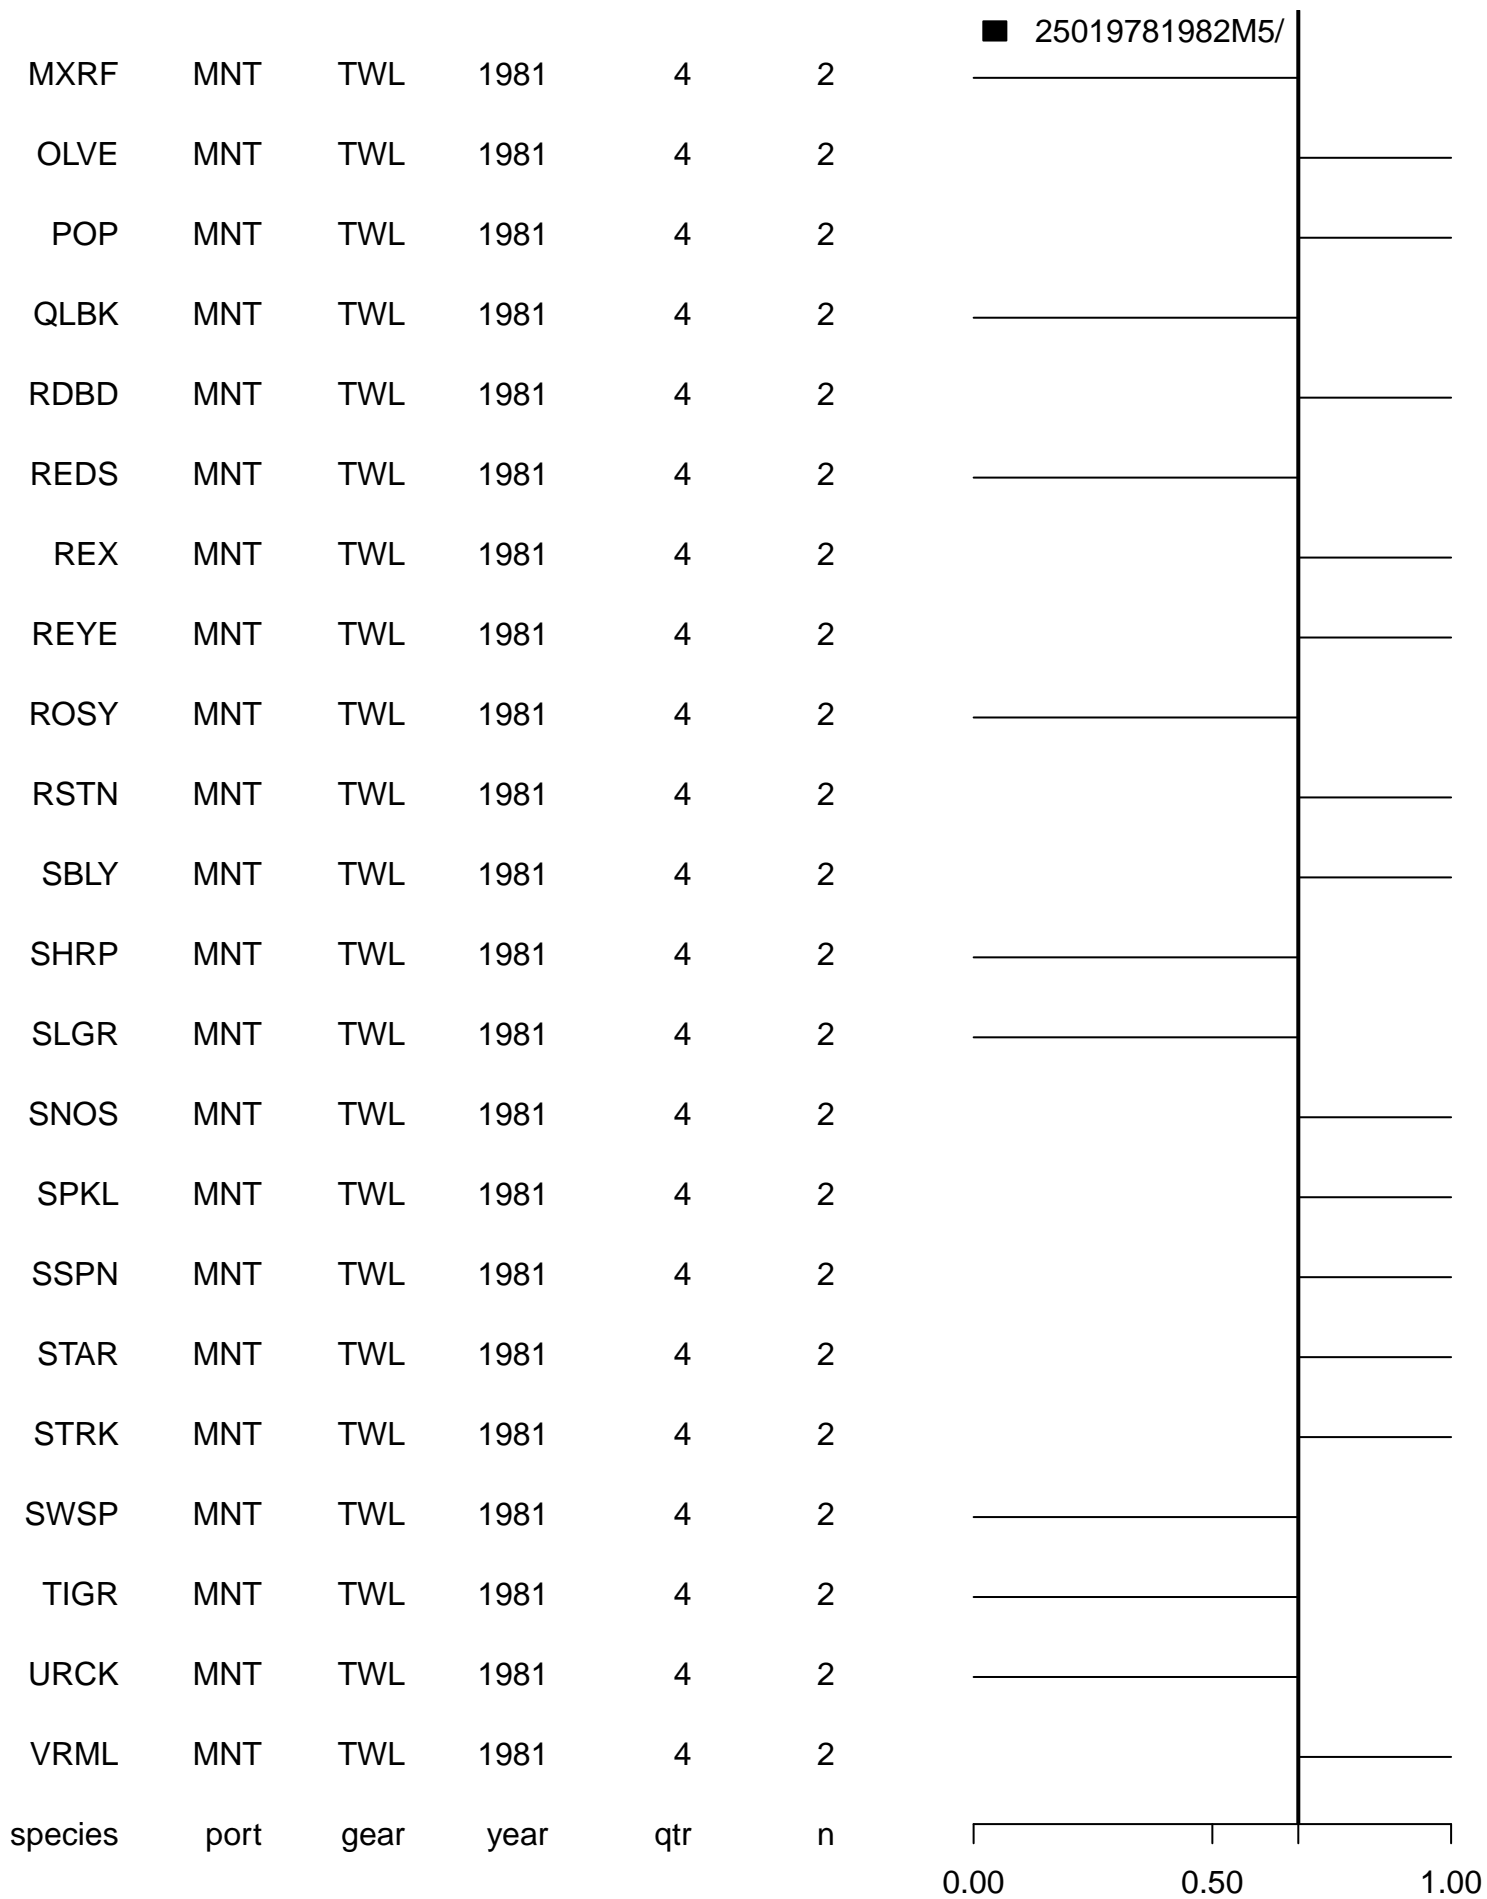 25019781982M5/
MXRF MNT TWL 1981 4 2
OLVE MNT TWL 1981 4 2
POP MNT TWL 1981 4 2
QLBK MNT TWL 1981 4 2
RDBD MNT TWL 1981 4 2
REDS MNT TWL 1981 4 2
REX MNT TWL 1981 4 2
REYE MNT TWL 1981 4 2
ROSY MNT TWL 1981 4 2
RSTN MNT TWL 1981 4 2
SBLY MNT TWL 1981 4 2
SHRP MNT TWL 1981 4 2
SLGR MNT TWL 1981 4 2
SNOS MNT TWL 1981 4 2
SPKL MNT TWL 1981 4 2
SSPN MNT TWL 1981 4 2
STAR MNT TWL 1981 4 2
STRK MNT TWL 1981 4 2
SWSP MNT TWL 1981 4 2
TIGR MNT TWL 1981 4 2
URCK MNT TWL 1981 4 2
VRML MNT TWL 1981 4 2
species port gear year qtr n
0.00 0.50 1.00